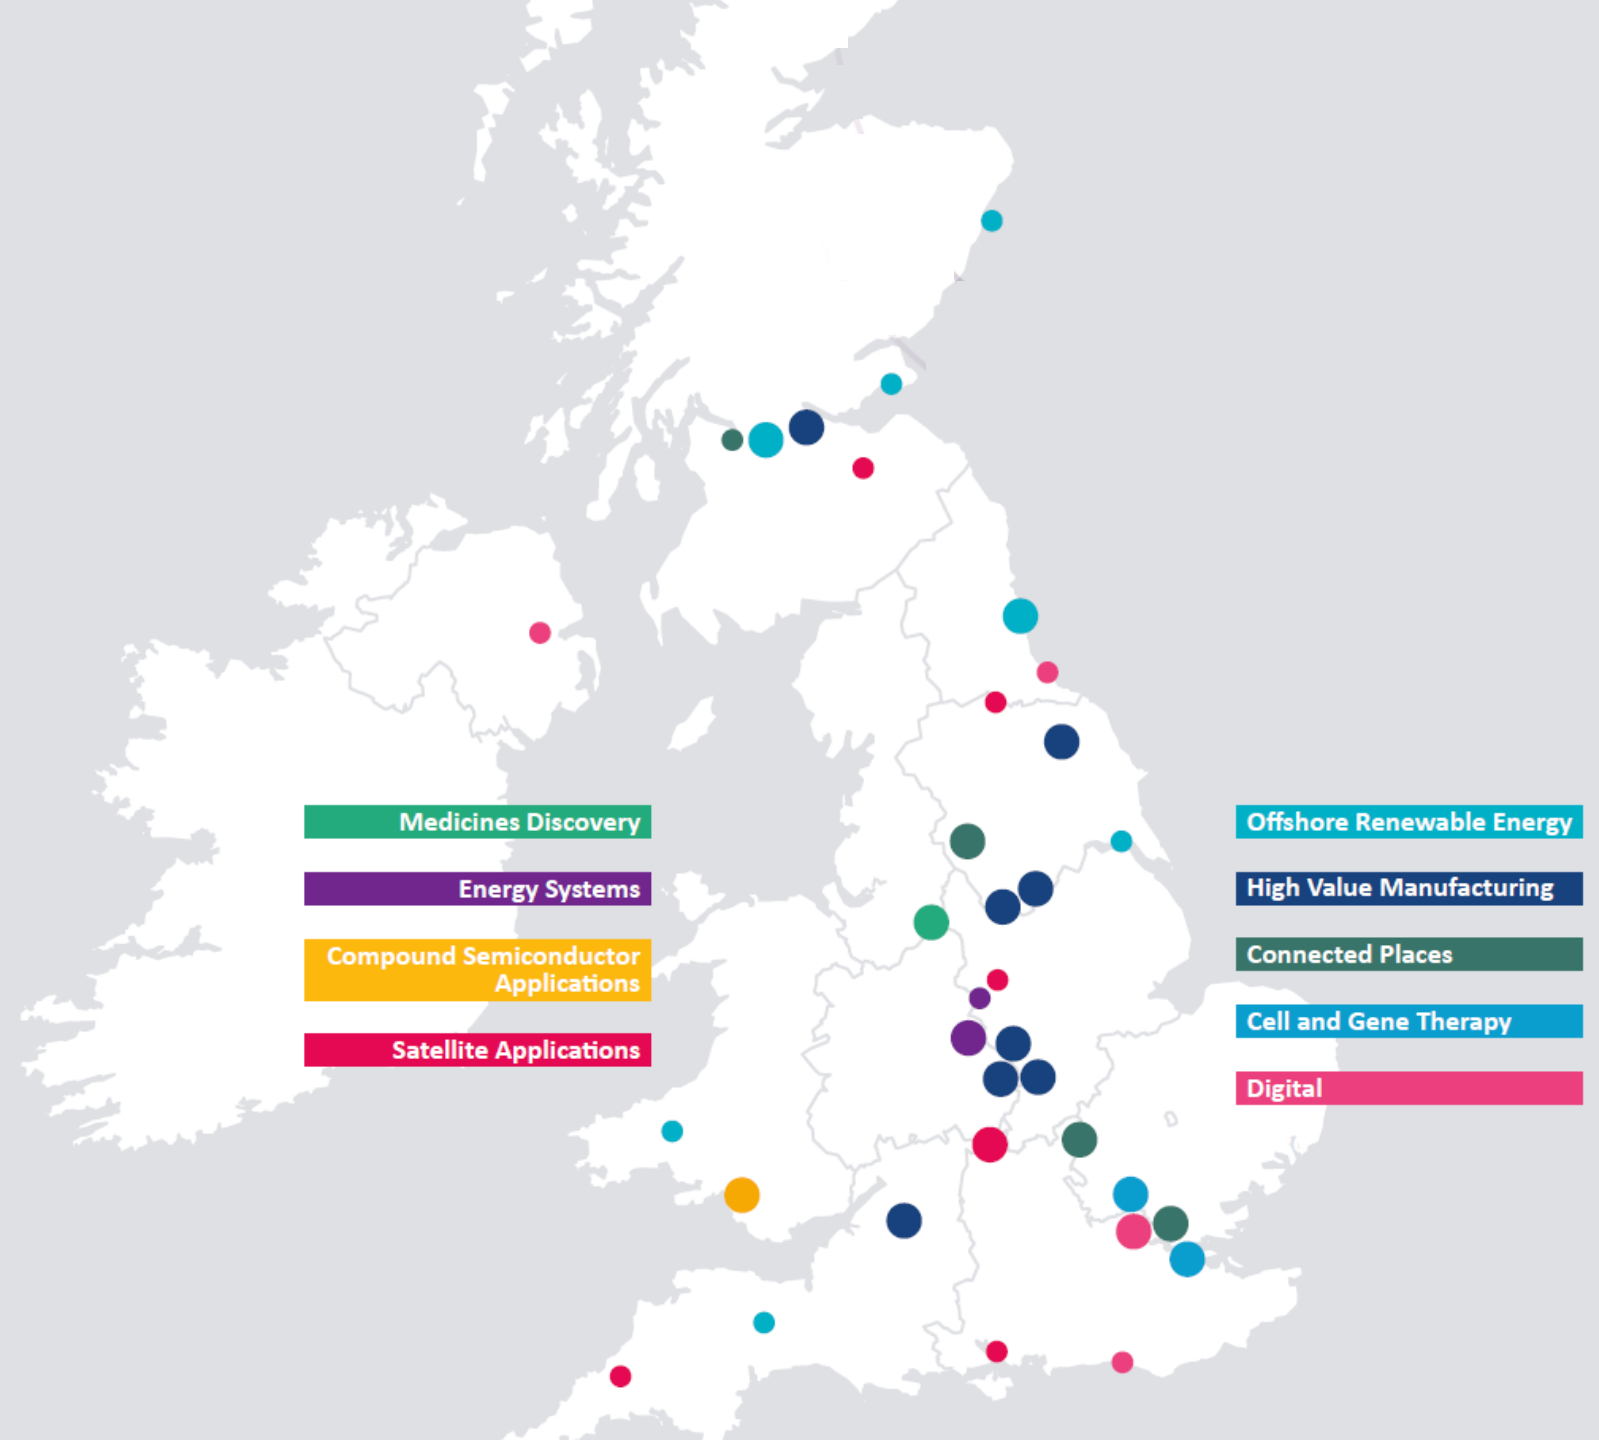 Medicines Discovery
Energy Systems
Compound Semiconductor
Applications
Satellite Applications
Offshore Renewable Energy
High Value Manufacturing
Connected Places
Cell and Gene Therapy
Digital